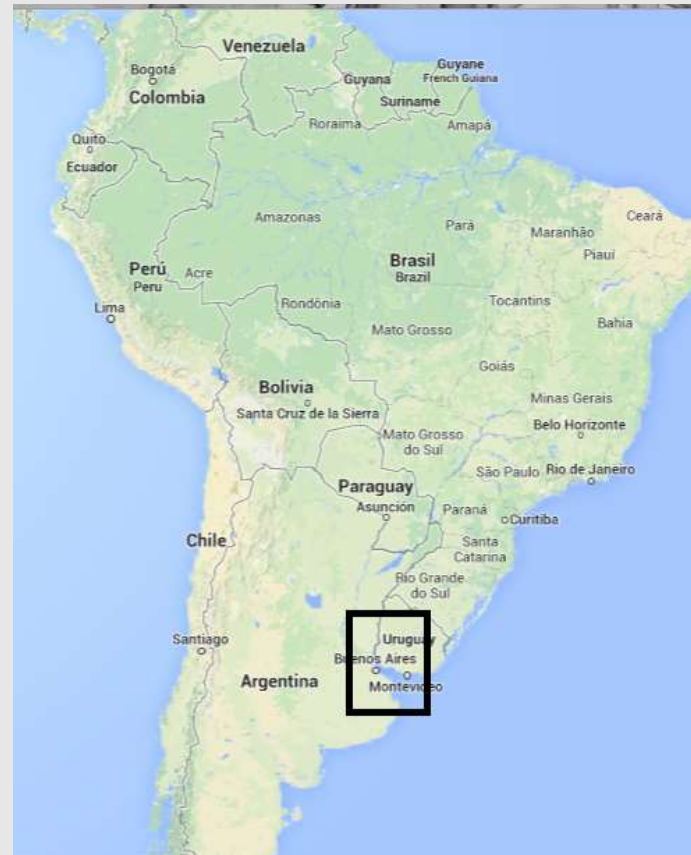 Venezuela
Bogotá
Colombia
Guyana
Guyane
French Guiana
Suriname
Roraima
Amapá
Quito
Ecuador
Amazonas
Pará
Maranhão
Ceará
Piauí
Perú
Peru
Acre
Brasil
Brazil
Rondônia
Tocantins
Lima
Mato Grosso
Bahia
Goiás
Bolivia
Santa Cruz de la Sierra
Minas Gerais
Belo Horizonte
Mato Grosso
do Sul
São Paulo
Rio de Janeiro
Paraguay
Asunción
Paraná
Curitiba
Chile
Santa
Catarina
Rio Grande
do Sul
Santiago
Uruguay
Buenos Aires
Argentina
Montevideo